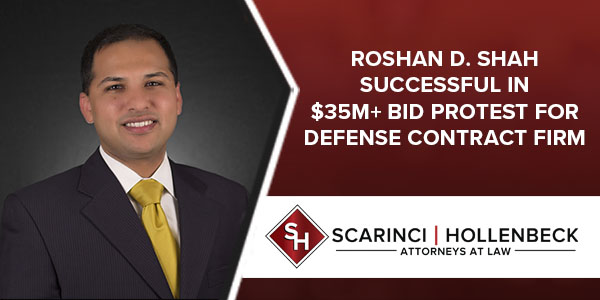 ROSHAN D. SHAH
SUCCESSFUL IN
$35M+ BID PROTEST FOR
DEFENSE CONTRACT FIRM
SH
SCARINCI | HOLLENBECK
ATTORNEYS AT LAW